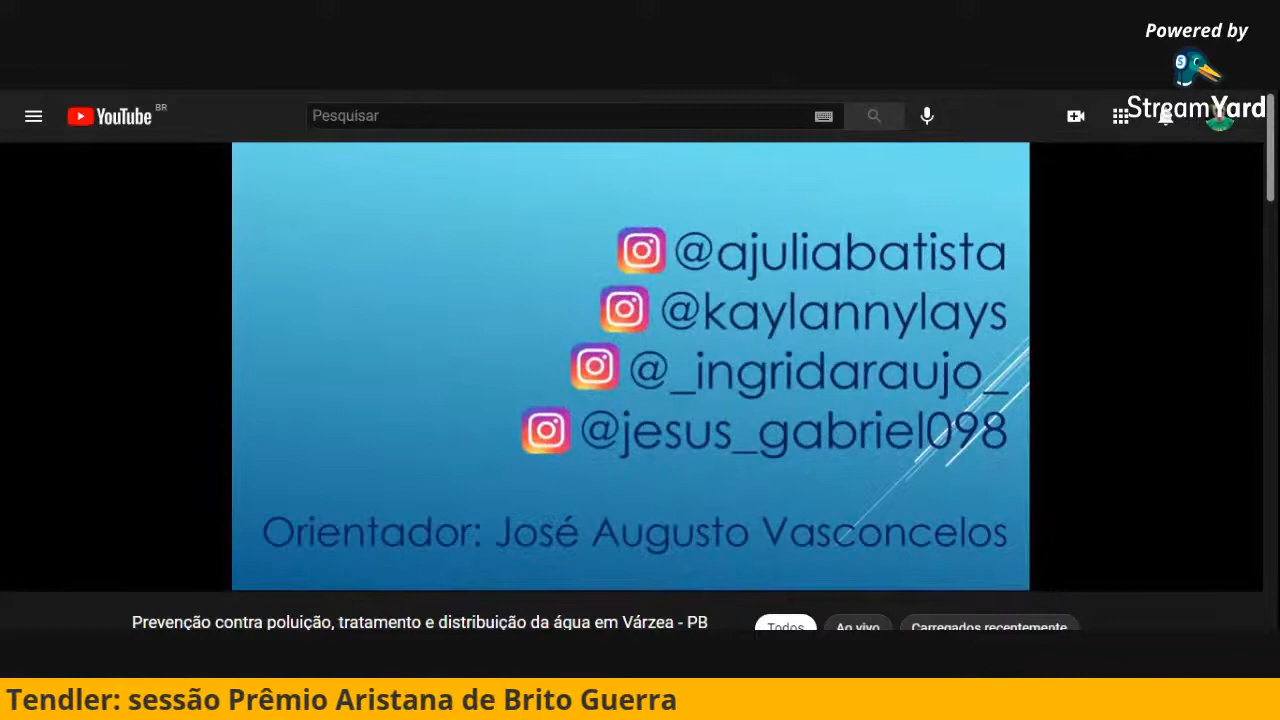 Powered by
StreamYard
YouTube BR
Pesquisar
@ajuliabatista
@kaylannylays
@_ingridaraujo_
@jesus_gabriel098
Orientador: José Augusto Vasconcelos
Prevenção contra poluição, tratamento e distribuição da água em Várzea - PB
Todos
Ao vivo
Carregados recentemente
Tendler: sessão Prêmio Aristana de Brito Guerra